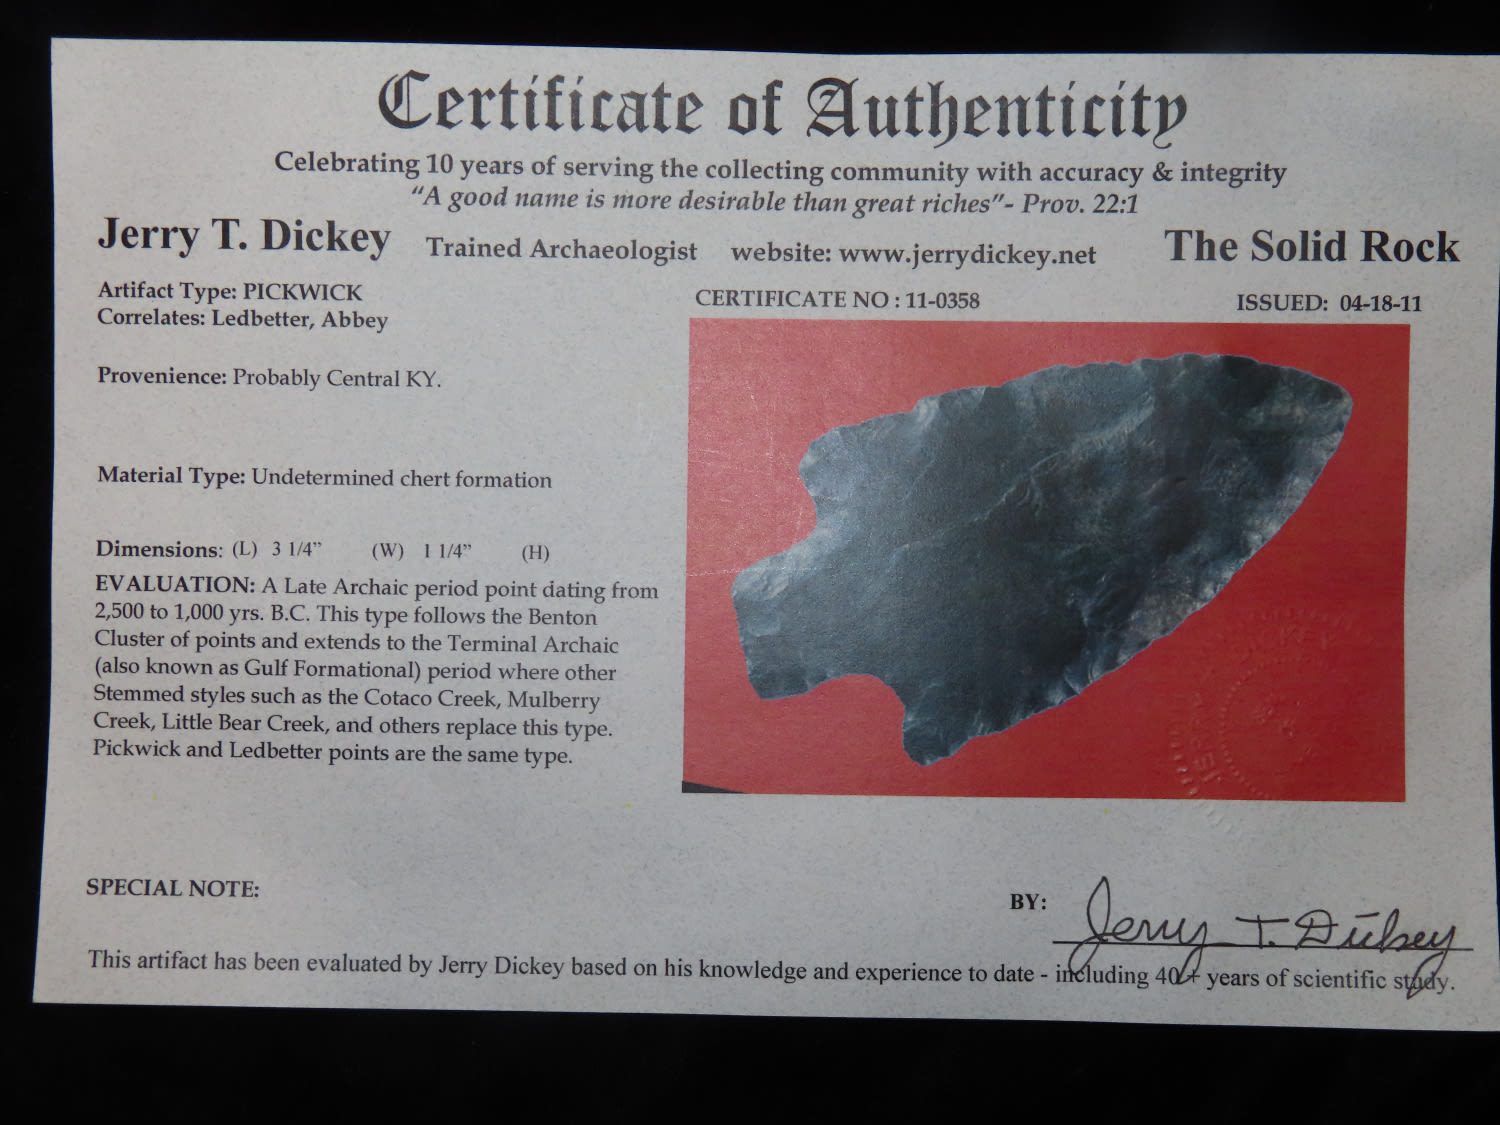 Certificate of Authenticity
Celebrating 10 years of serving the collecting community with accuracy & integrity
"A good name is more desirable than great riches"- Prov. 22:1
Jerry T. Dickey Trained Archaeologist website: www.jerrydickey.net The Solid Rock
Artifact Type: PICKWICK
Correlates: Ledbetter, Abbey
CERTIFICATE NO : 11-0358 ISSUED: 04-18-11
Provenience: Probably Central KY.
Material Type: Undetermined chert formation
Dimensions: (L) 3 1/4" (W) 1 1/4" (H)
EVALUATION: A Late Archaic period point dating from
2,500 to 1,000 yrs. B.C. This type follows the Benton
Cluster of points and extends to the Terminal Archaic
(also known as Gulf Formational) period where other
Stemmed styles such as the Cotaco Creek, Mulberry
Creek, Little Bear Creek, and others replace this type.
Pickwick and Ledbetter points are the same type.
SPECIAL NOTE:
BY: Jerry T. Dickey
This artifact has been evaluated by Jerry Dickey based on his knowledge and experience to date - including 40 + years of scientific study.